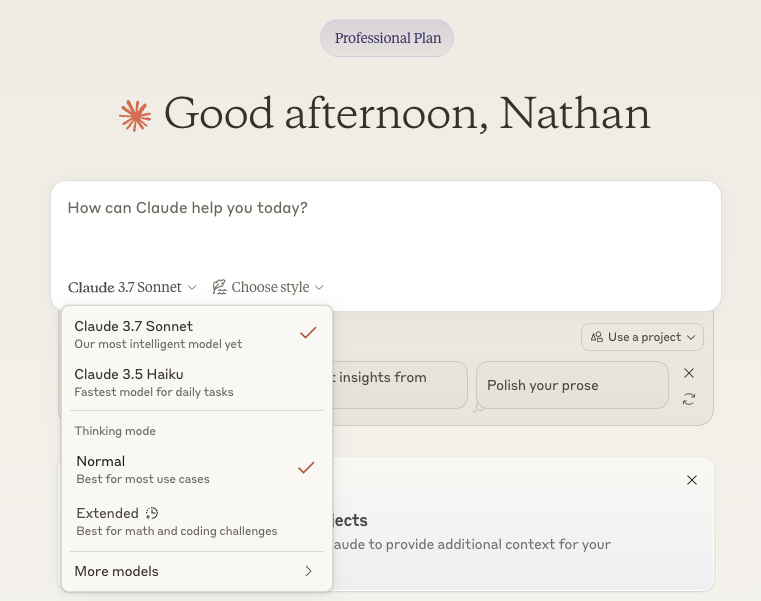 Professional Plan
Good afternoon, Nathan
How can Claude help you today?
Claude 3.7 Sonnet
Choose style
Claude 3.7 Sonnet
Our most intelligent model yet
Claude 3.5 Haiku
Fastest model for daily tasks
Thinking mode
Normal
Best for most use cases
Extended
Best for math and coding challenges
More models
Use a project
insights from
Polish your prose
to provide additional context for your